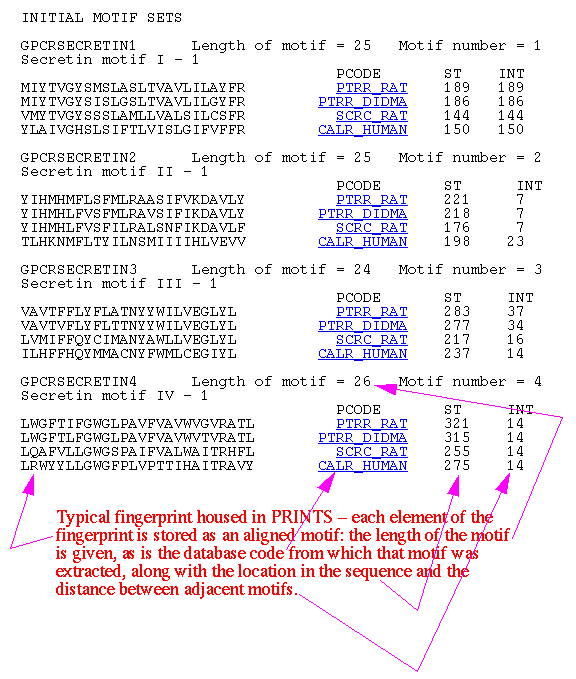 INITIAL MOTIF SETS
GPCRSECRETIN1 Length of motif = 25 Motif number = 1
Secretin motif I - 1
PCODE ST INT
MIYTVGYSMSLASLTVAVLILAYFR PTRR_RAT 189 189
MIYTVGYSISLGSLTVAVLILGYFR PTRR_DIDMA 186 186
VMYTVGYSSSLAMLLVALSILCSFR SCRC_RAT 144 144
YLAIVGHSLSIFTLVISLGIFVFFR CALR_HUMAN 150 150
GPCRSECRETIN2 Length of motif = 25 Motif number = 2
Secretin motif II - 1
PCODE ST INT
YIHMHMFLSFMLRAASIFVKDAVLY PTRR_RAT 221 7
YIHMHLFVSFMLRAVSIFIKDAVLY PTRR_DIDMA 218 7
YIHMHLFVSFILRALSNFIKDAVLF SCRC_RAT 176 7
TLHKNMFLTYILNSMIIIIHLVEVV CALR_HUMAN 198 23
GPCRSECRETIN3 Length of motif = 24 Motif number = 3
Secretin motif III - 1
PCODE ST INT
VAVTFFLYFLATNYYWILVEGLYL PTRR_RAT 283 37
VAVTVFLYFLTTNYYWILVEGLYL PTRR_DIDMA 277 34
LVMIFFQYCIMANYAWLLVEGLYL SCRC_RAT 217 16
ILHFFHQYMMACNYFWMLCEGIYL CALR_HUMAN 237 14
GPCRSECRETIN4 Length of motif = 26 Motif number = 4
Secretin motif IV - 1
PCODE ST INT
LWGFTIFGWGLPAVFVAVWVGVRATL PTRR_RAT 321 14
LWGFTLFGWGLPAVFVAVWVTVRATL PTRR_DIDMA 315 14
LQAFVLLGWGSPAIFVALWAITRHFL SCRC_RAT 255 14
LRWYYLLGWGFPLVPTTIHAITRAVY CALR_HUMAN 275 14
Typical fingerprint housed in PRINTS – each element of the
fingerprint is stored as an aligned motif: the length of the motif
is given, as is the database code from which that motif was
extracted, along with the location in the sequence and the
distance between adjacent motifs.